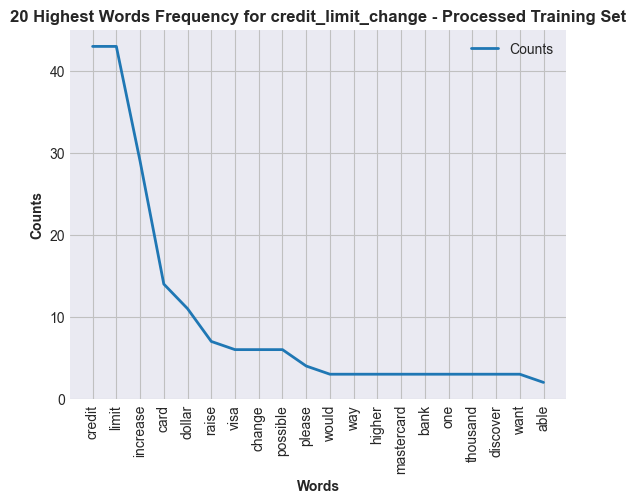 20 Highest Words Frequency for credit_limit_change - Processed Training Set
Counts
Counts
40
30
20
10
0
credit
limit
increase
card
dollar
raise
visa
change
possible
please
would
way
higher
mastercard
bank
one
thousand
discover
want
able
Words